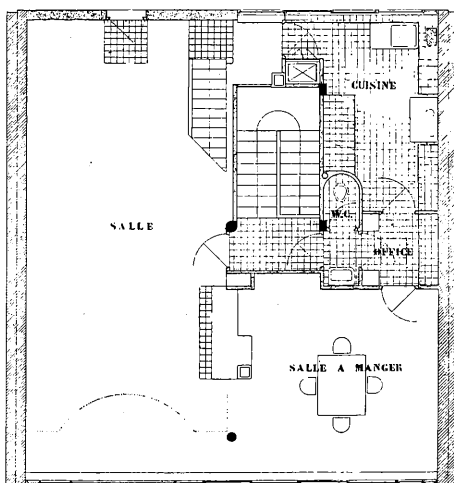 CUISINE
W.C.
SALLE
OFFICE
SALLE A MANGER